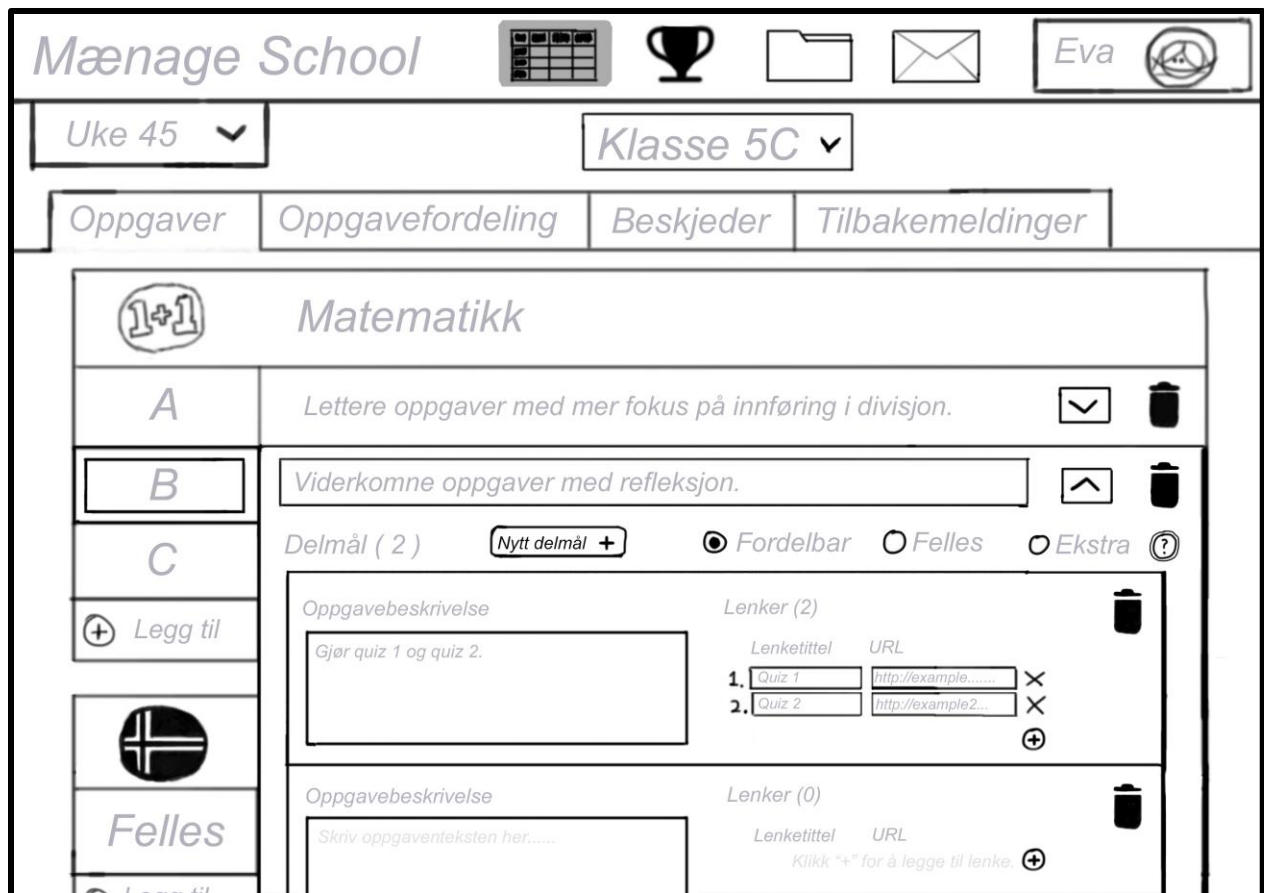 Mænage School
Eva
Uke 45
Klasse 5C
Oppgaver Oppgavefordeling Beskjeder Tilbakemeldinger
1+1 Matematikk
A Lettere oppgaver med mer fokus på innføring i divisjon.
B Viderkomne oppgaver med refleksjon.
C Delmål ( 2 ) Nytt delmål + Fordelbar Felles Ekstra ?
+ Legg til
Oppgavebeskrivelse Lenker (2)
Gjør quiz 1 og quiz 2.
Lenketittel URL
1. Quiz 1 http://example.......
2. Quiz 2 http://example2...
Felles
Oppgavebeskrivelse Lenker (0)
Skriv oppgaventeksten her......
Lenketittel URL
Klikk "+" for å legge til lenke.
Legg til